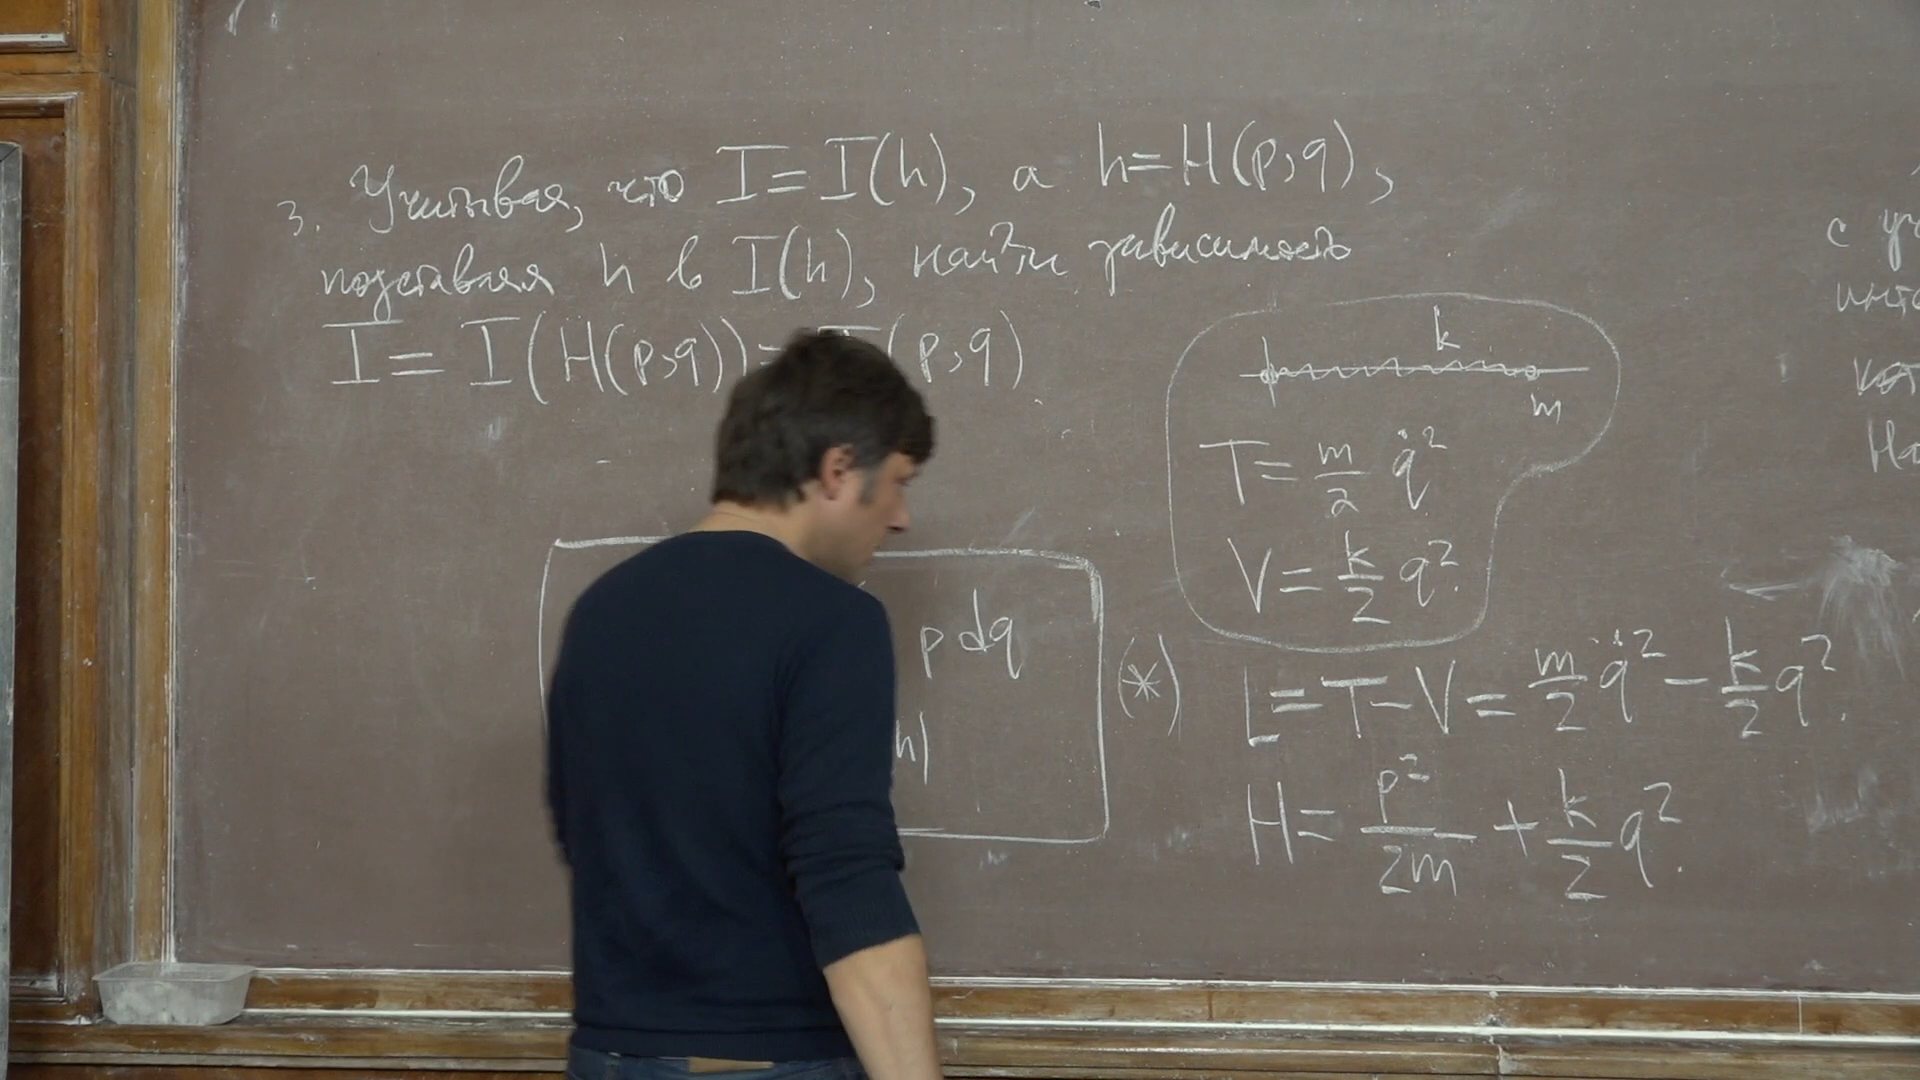 3. Учитывая, что I = I(h), а h = H(p,q),
подставляя h в I(h), найти зависимость
I = I(H(p,q)) = I(p,q)
k
m
T = m/2 q̇²
V = k/2 q².
p dq
h)
(*)
L = T - V = m/2 q̇² - k/2 q².
H = p²/2m + k/2 q².
с
На